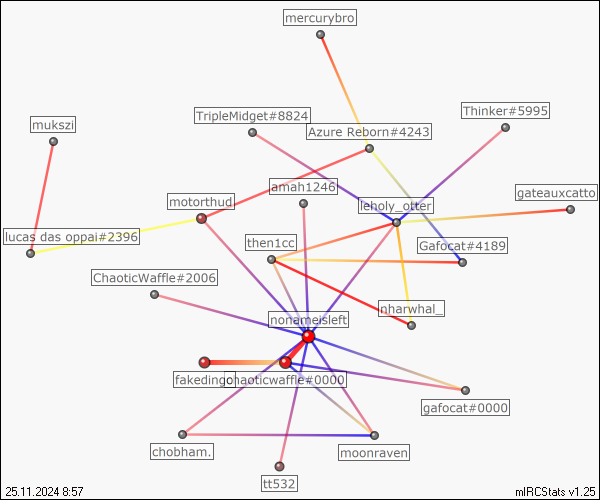 mercurybro
TripleMidget#8824
Thinker#5995
mukszi
Azure Reborn#4243
amah1246
gateauxcatto
motorthud
leholy_otter
lucas das oppai#2396
then1cc
Gafocat#4189
ChaoticWaffle#2006
nharwhal_
nonameisleft
chaoticwaffle#0000
gafocat#0000
chobham.
moonraven
tt532
25.11.2024 8:57
mIRCStats v1.25